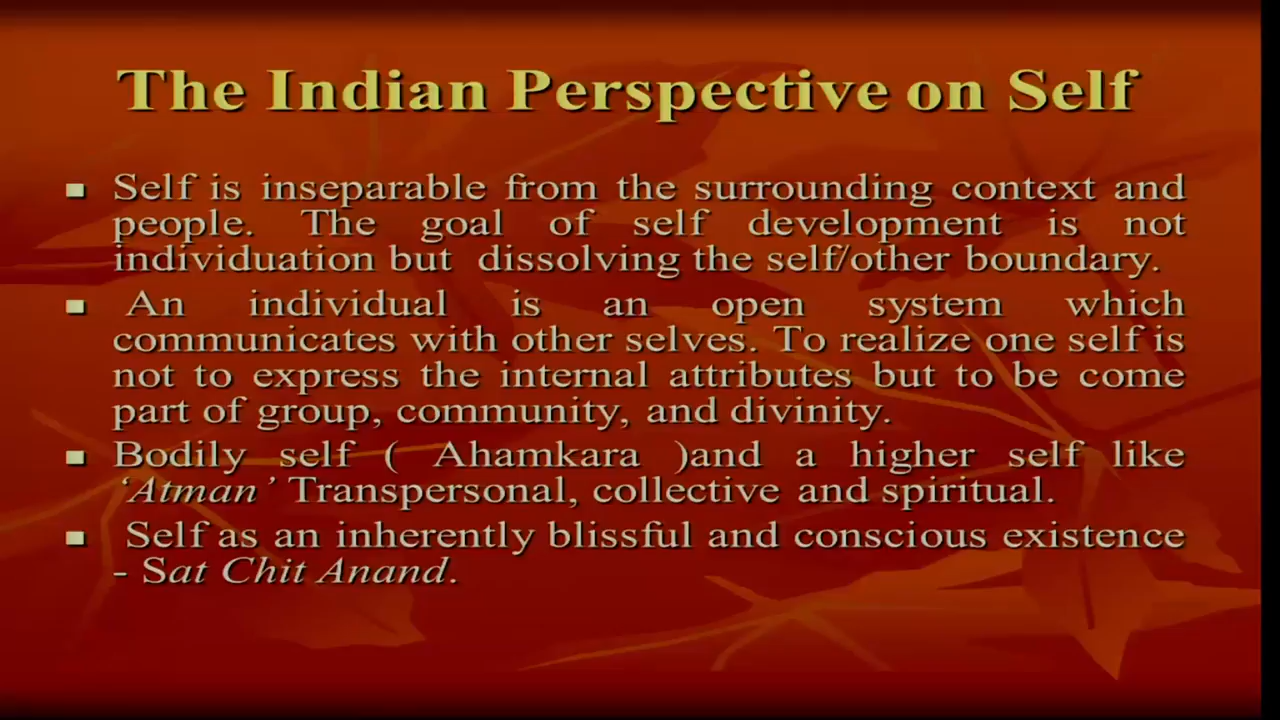 The Indian Perspective on Self
Self is inseparable from the surrounding context and
people. The goal of self development is not
individuation but dissolving the self/other boundary.
An individual is an open system which
communicates with other selves. To realize one self is
not to express the internal attributes but to be come
part of group, community, and divinity.
Bodily self ( Ahamkara )and a higher self like
‘Atman’ Transpersonal, collective and spiritual.
Self as an inherently blissful and conscious existence
- Sat Chit Anand.